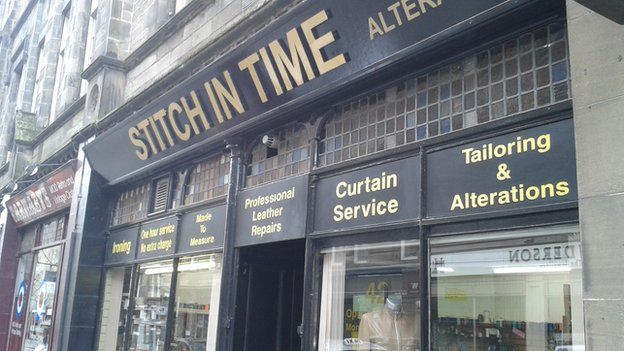 STITCH IN TIME
Ironing
One hour service
No extra charge
Made
To
Measure
Professional
Leather
Repairs
Curtain
Service
Tailoring
&
Alterations
42